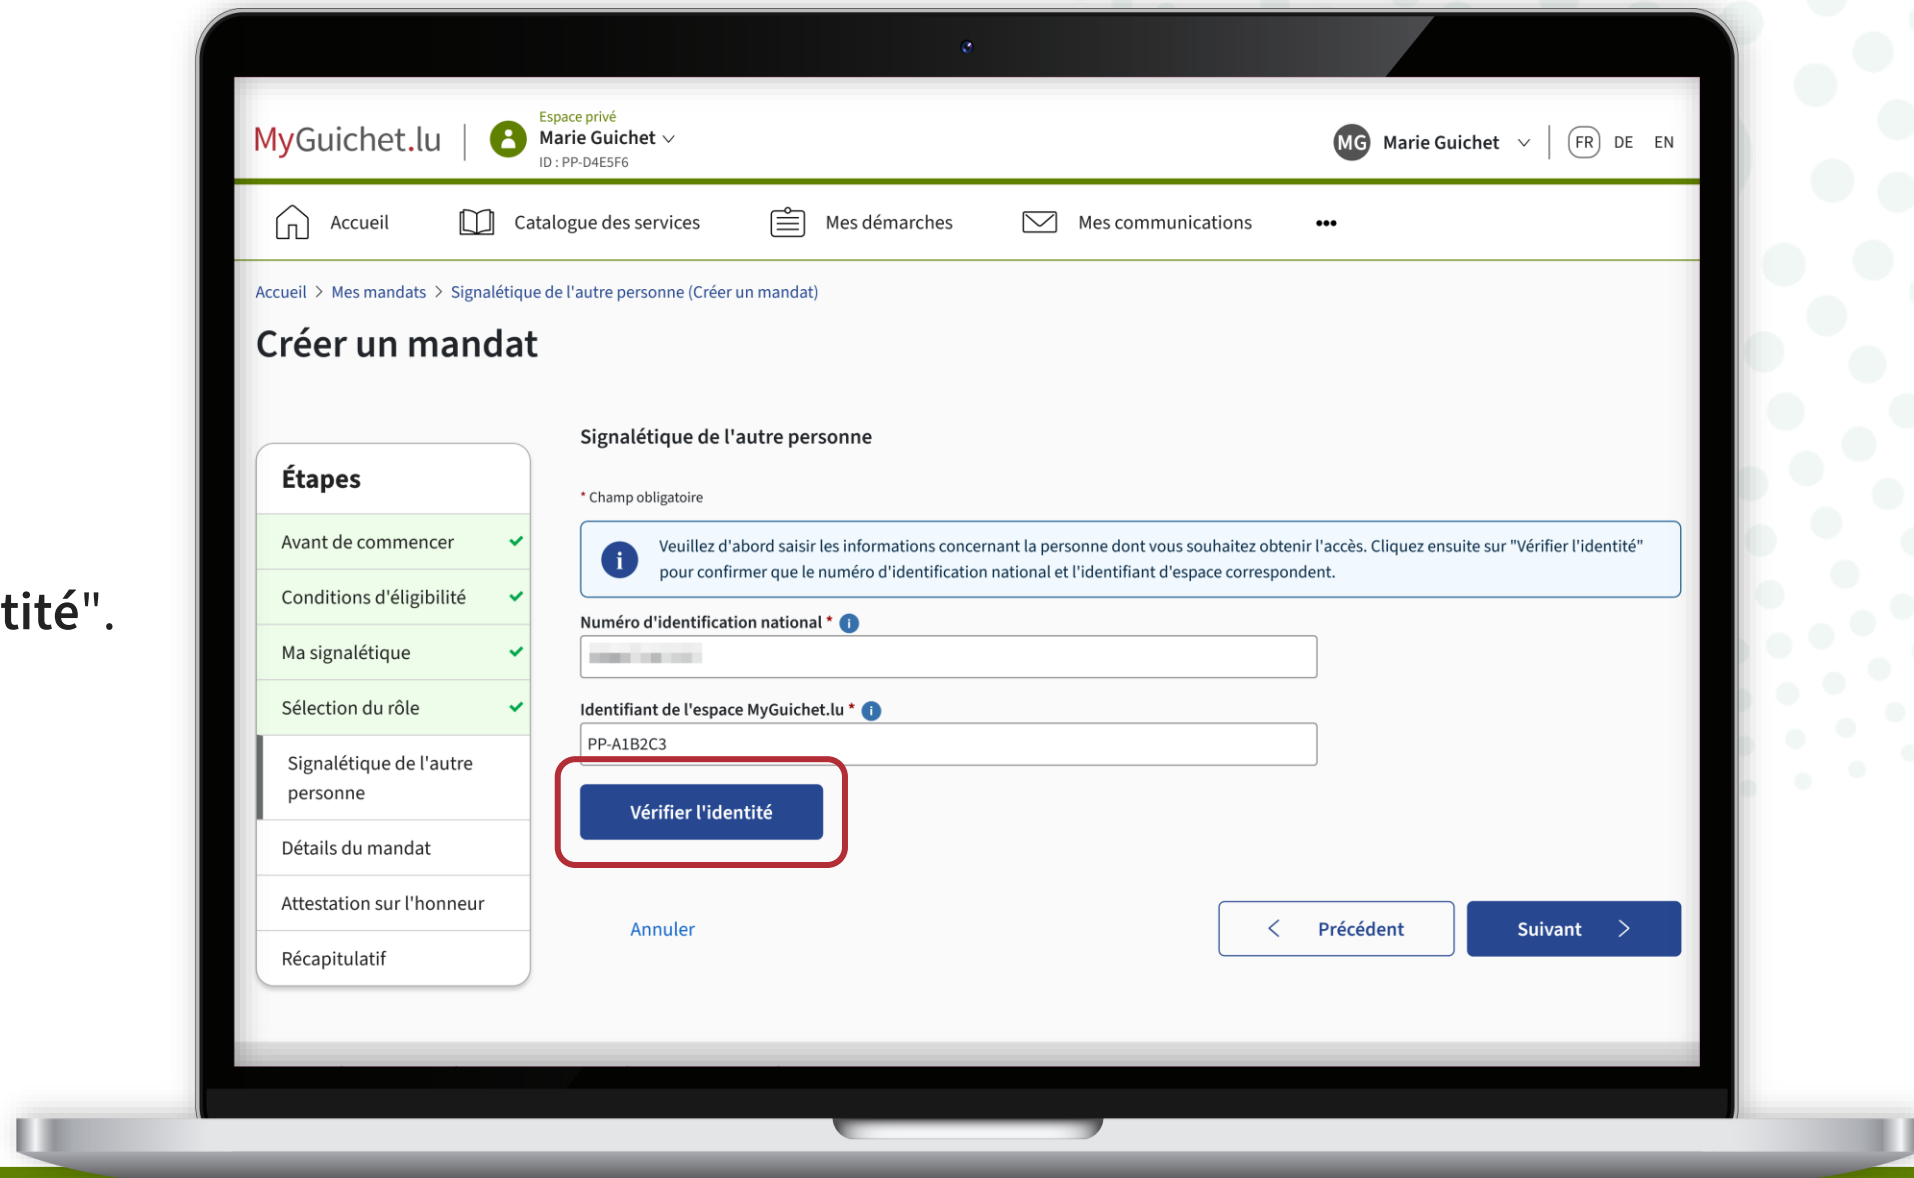 tité".
MyGuichet.lu
Espace privé
Marie Guichet
ID : PP-D4E5F6
MG Marie Guichet
FR DE EN
Accueil
Catalogue des services
Mes démarches
Mes communications
Accueil > Mes mandats > Signalétique de l'autre personne (Créer un mandat)
Créer un mandat
Étapes
Avant de commencer
Conditions d'éligibilité
Ma signalétique
Sélection du rôle
Signalétique de l'autre
personne
Détails du mandat
Attestation sur l'honneur
Récapitulatif
Signalétique de l'autre personne
* Champ obligatoire
Veuillez d'abord saisir les informations concernant la personne dont vous souhaitez obtenir l'accès. Cliquez ensuite sur "Vérifier l'identité"
pour confirmer que le numéro d'identification national et l'identifiant d'espace correspondent.
Numéro d'identification national *
Identifiant de l'espace MyGuichet.lu *
PP-A1B2C3
Vérifier l'identité
Annuler
< Précédent
Suivant >